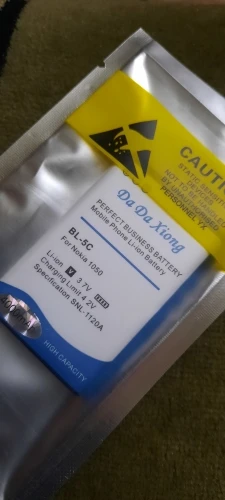 CAUTI
Da Da Xiong
PERFECT BUSINESS BATTERY
Mobile Phone Li-ion Battery
BL-5C
For Nokia 1050
Li-ion 3.7V
Charging Limit 4.2V
Specification SNL-1120A
HIGH CAPACITY